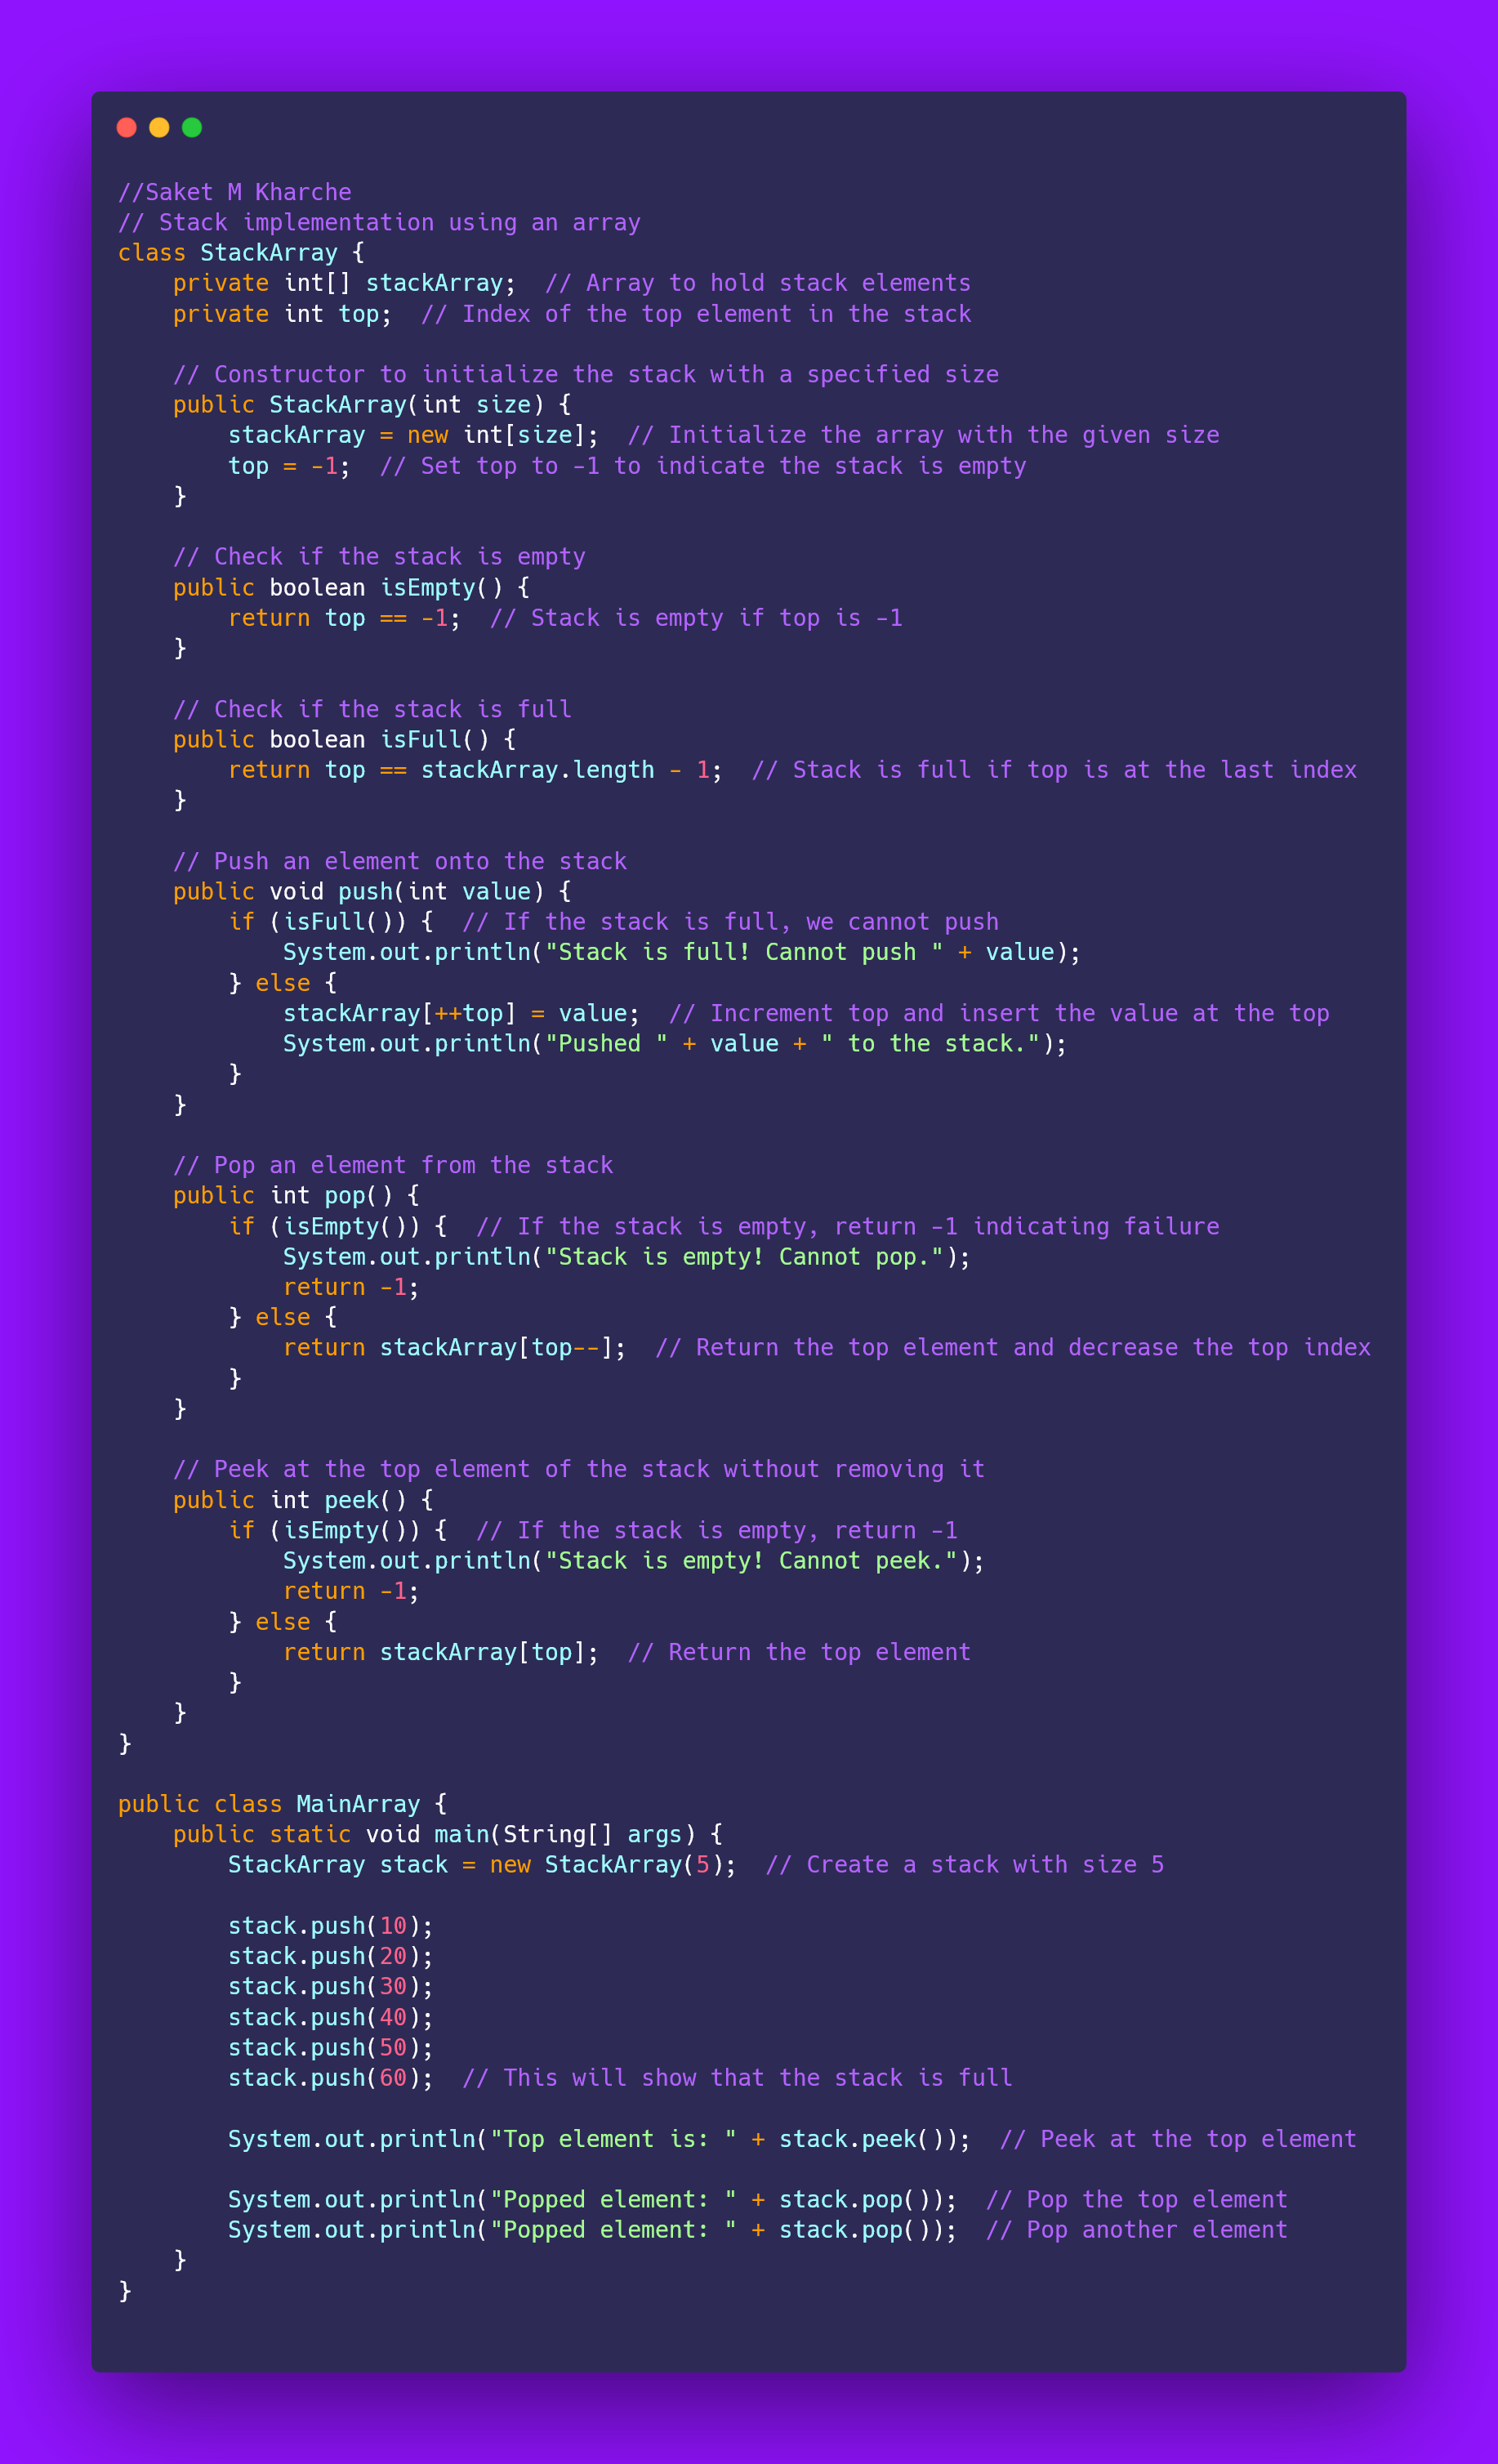 //Saket M Kharche
// Stack implementation using an array
class StackArray {
    private int[] stackArray;  // Array to hold stack elements
    private int top;  // Index of the top element in the stack

    // Constructor to initialize the stack with a specified size
    public StackArray(int size) {
        stackArray = new int[size];  // Initialize the array with the given size
        top = -1;  // Set top to -1 to indicate the stack is empty
    }

    // Check if the stack is empty
    public boolean isEmpty() {
        return top == -1;  // Stack is empty if top is -1
    }

    // Check if the stack is full
    public boolean isFull() {
        return top == stackArray.length - 1;  // Stack is full if top is at the last index
    }

    // Push an element onto the stack
    public void push(int value) {
        if (isFull()) {  // If the stack is full, we cannot push
            System.out.println("Stack is full! Cannot push " + value);
        } else {
            stackArray[++top] = value;  // Increment top and insert the value at the top
            System.out.println("Pushed " + value + " to the stack.");
        }
    }

    // Pop an element from the stack
    public int pop() {
        if (isEmpty()) {  // If the stack is empty, return -1 indicating failure
            System.out.println("Stack is empty! Cannot pop.");
            return -1;
        } else {
            return stackArray[top--];  // Return the top element and decrease the top index
        }
    }

    // Peek at the top element of the stack without removing it
    public int peek() {
        if (isEmpty()) {  // If the stack is empty, return -1
            System.out.println("Stack is empty! Cannot peek.");
            return -1;
        } else {
            return stackArray[top];  // Return the top element
        }
    }
}

public class MainArray {
    public static void main(String[] args) {
        StackArray stack = new StackArray(5);  // Create a stack with size 5

        stack.push(10);
        stack.push(20);
        stack.push(30);
        stack.push(40);
        stack.push(50);
        stack.push(60);  // This will show that the stack is full

        System.out.println("Top element is: " + stack.peek());  // Peek at the top element

        System.out.println("Popped element: " + stack.pop());  // Pop the top element
        System.out.println("Popped element: " + stack.pop());  // Pop another element
    }
}